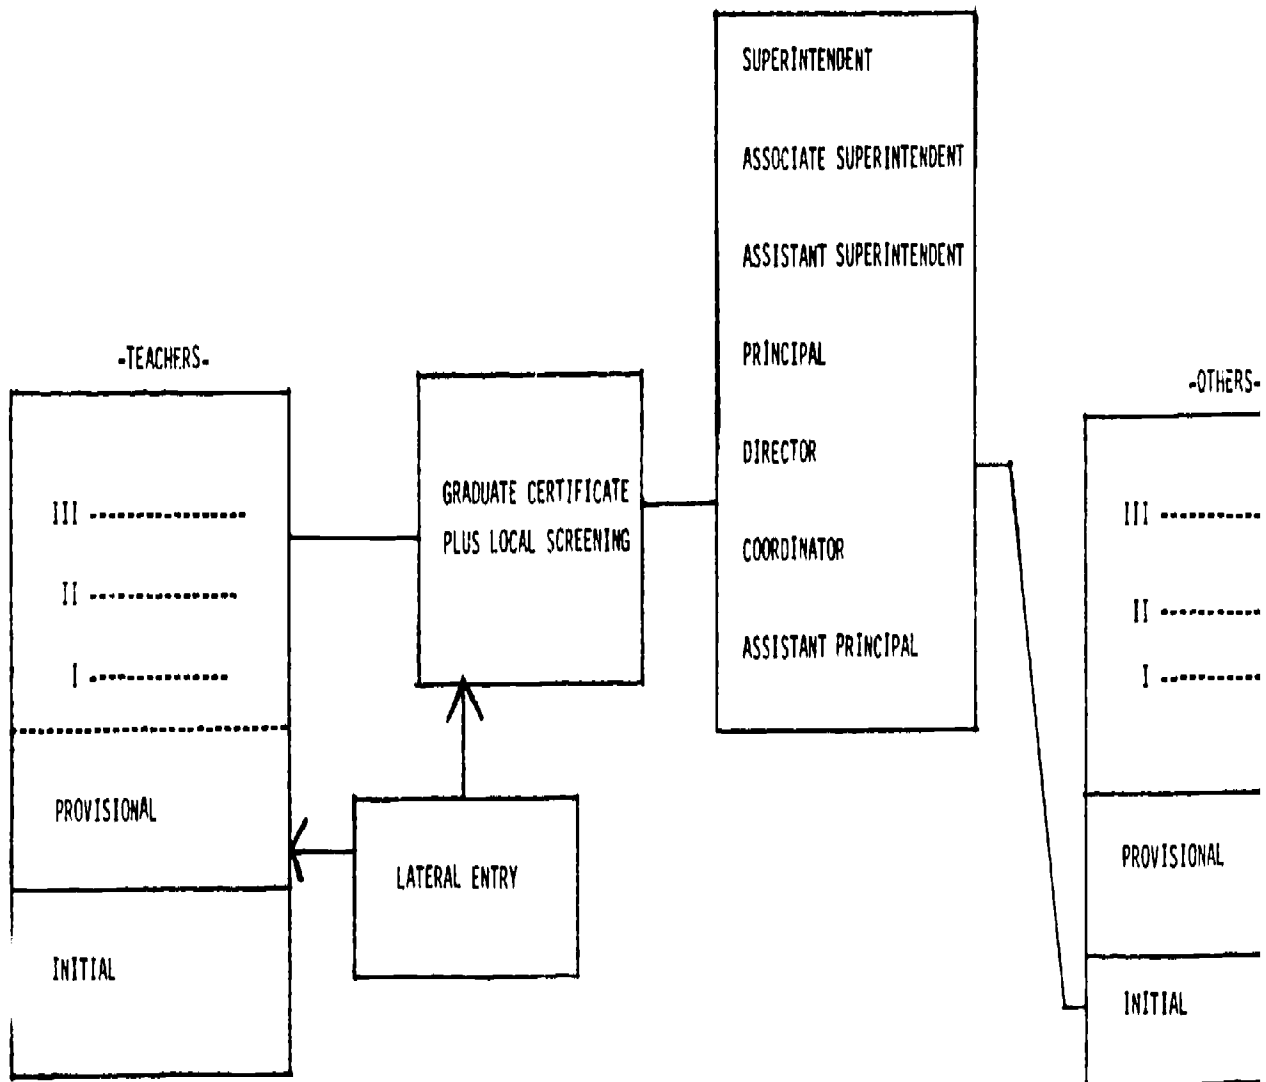 -TEACHERS-
III
II
I
PROVISIONAL
INITIAL
GRADUATE CERTIFICATE
PLUS LOCAL SCREENING
LATERAL ENTRY
SUPERINTENDENT
ASSOCIATE SUPERINTENDENT
ASSISTANT SUPERINTENDENT
PRINCIPAL
DIRECTOR
COORDINATOR
ASSISTANT PRINCIPAL
-OTHERS-
III
II
I
PROVISIONAL
INITIAL